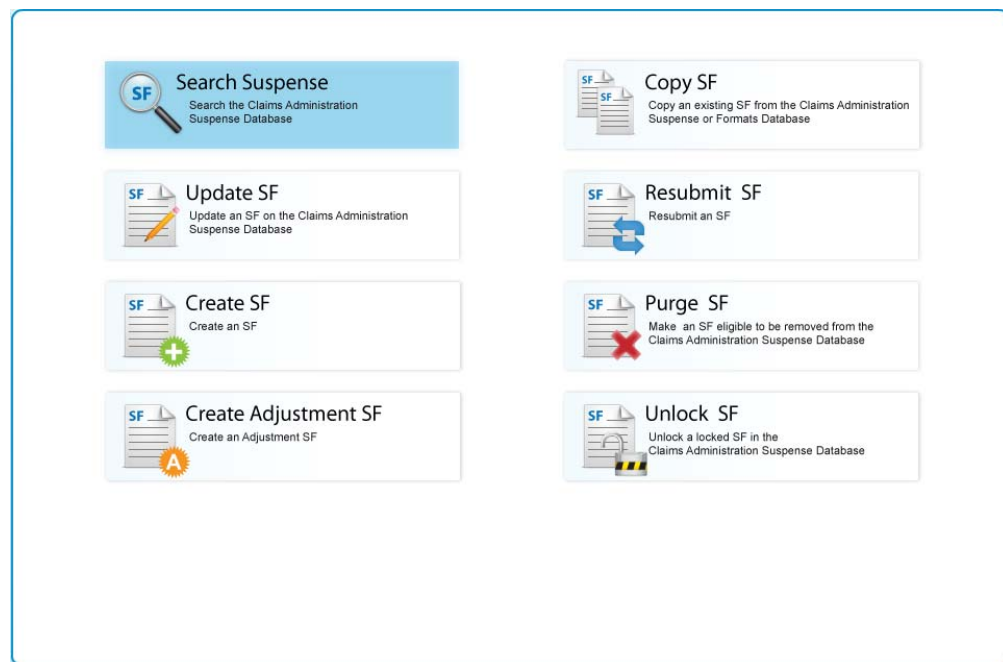 SF
Search Suspense
Search the Claims Administration
Suspense Database
SF
Update SF
Update an SF on the Claims Administration
Suspense Database
SF
Create SF
Create an SF
SF
A
Create Adjustment SF
Create an Adjustment SF
SF
SF
Copy SF
Copy an existing SF from the Claims Administration
Suspense or Formats Database
SF
Resubmit SF
Resubmit an SF
SF
Purge SF
Make an SF eligible to be removed from the
Claims Administration Suspense Database
SF
Unlock SF
Unlock a locked SF in the
Claims Administration Suspense Database